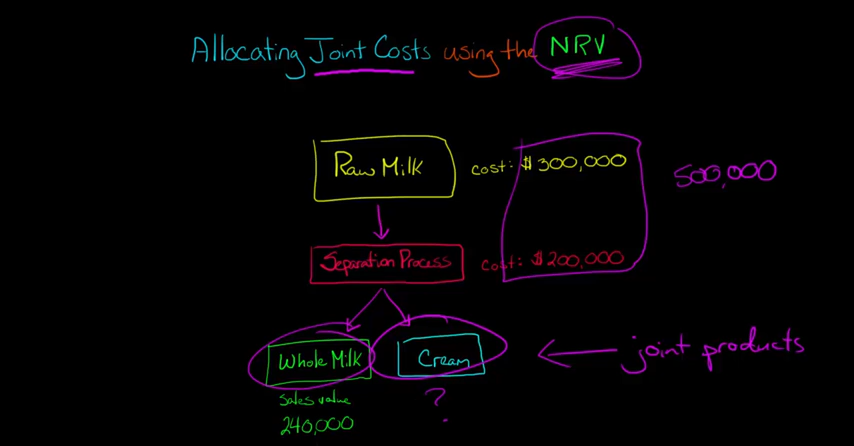 Allocating Joint Costs using the NRV
Raw Milk
cost: $300,000
500,000
Separation Process
cost: $200,000
Whole Milk
Cream
joint products
sales value
240,000
?